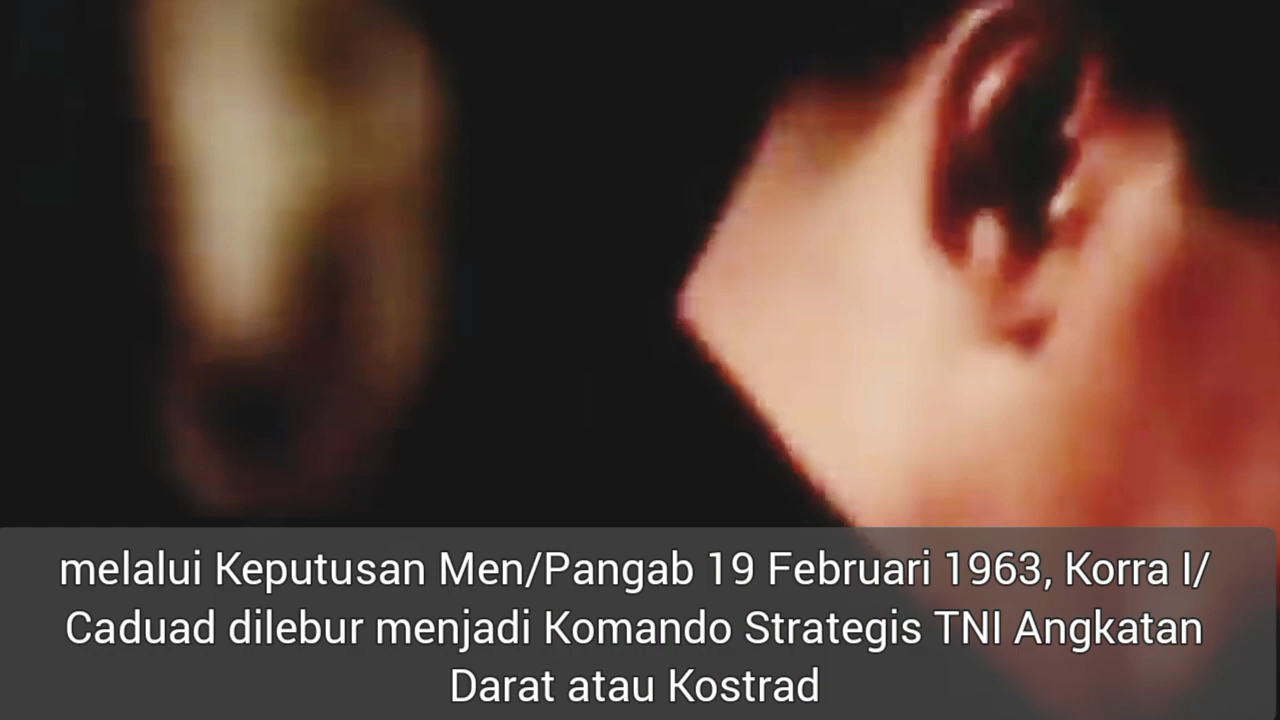 melalui Keputusan Men/Pangab 19 Februari 1963, Korra I/
Caduad dilebur menjadi Komando Strategis TNI Angkatan
Darat atau Kostrad